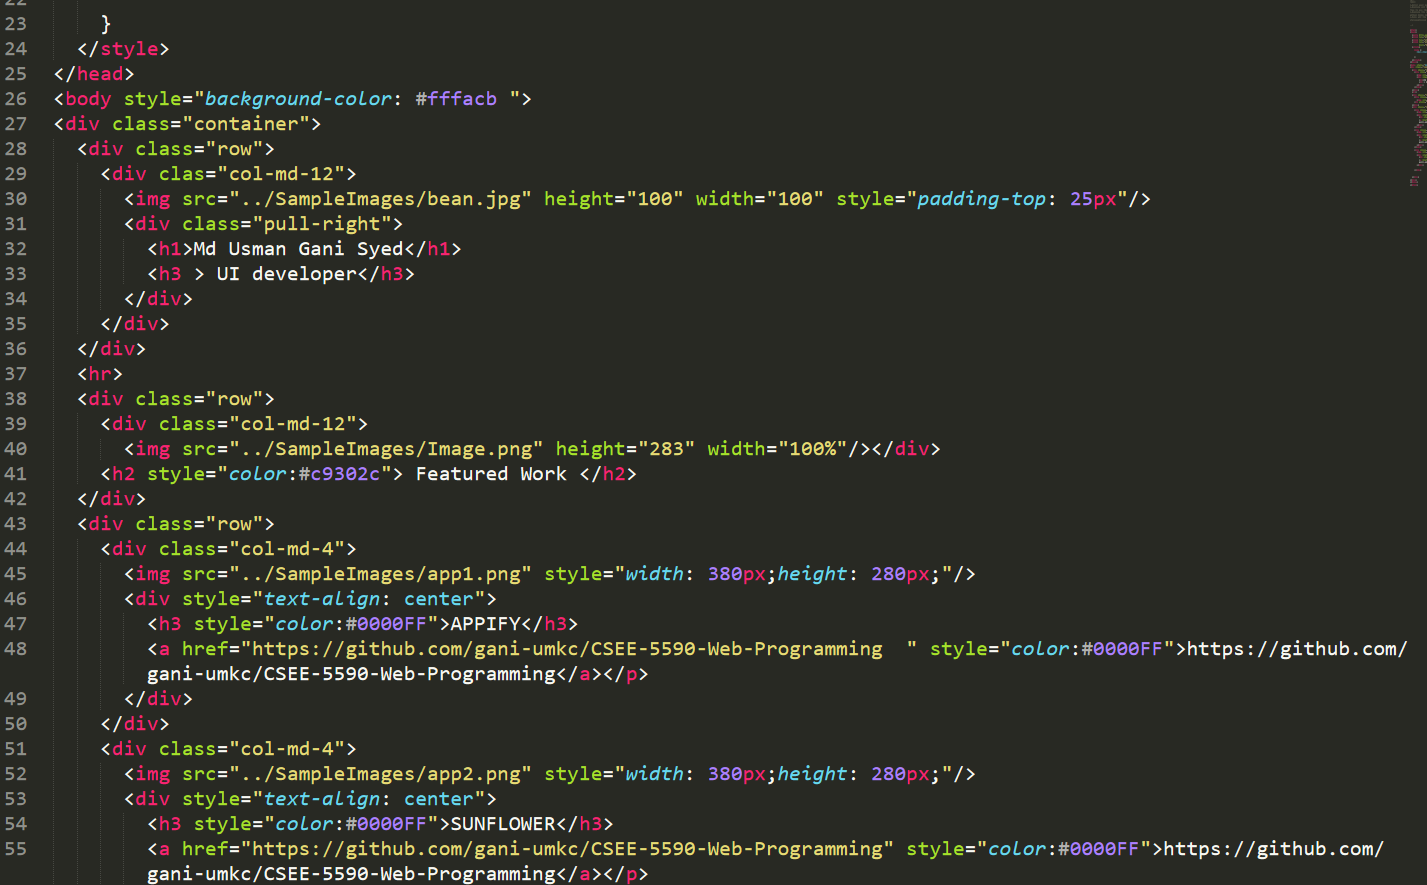 22
23     }
24   </style>
25 </head>
26 <body style="background-color: #fffacb ">
27 <div class="container">
28   <div class="row">
29     <div clas="col-md-12">
30       <img src="../SampleImages/bean.jpg" height="100" width="100" style="padding-top: 25px"/>
31       <div class="pull-right">
32         <h1>Md Usman Gani Syed</h1>
33         <h3 > UI developer</h3>
34       </div>
35     </div>
36   </div>
37   <hr>
38   <div class="row">
39     <div class="col-md-12">
40       <img src="../SampleImages/Image.png" height="283" width="100%"/></div>
41     <h2 style="color:#c9302c"> Featured Work </h2>
42   </div>
43   <div class="row">
44     <div class="col-md-4">
45       <img src="../SampleImages/app1.png" style="width: 380px;height: 280px;"/>
46       <div style="text-align: center">
47         <h3 style="color:#0000FF">APPIFY</h3>
48         <a href="https://github.com/gani-umkc/CSEE-5590-Web-Programming  " style="color:#0000FF">https://github.com/
gani-umkc/CSEE-5590-Web-Programming</a></p>
49       </div>
50     </div>
51     <div class="col-md-4">
52       <img src="../SampleImages/app2.png" style="width: 380px;height: 280px;"/>
53       <div style="text-align: center">
54         <h3 style="color:#0000FF">SUNFLOWER</h3>
55         <a href="https://github.com/gani-umkc/CSEE-5590-Web-Programming" style="color:#0000FF">https://github.com/
gani-umkc/CSEE-5590-Web-Programming</a></p>